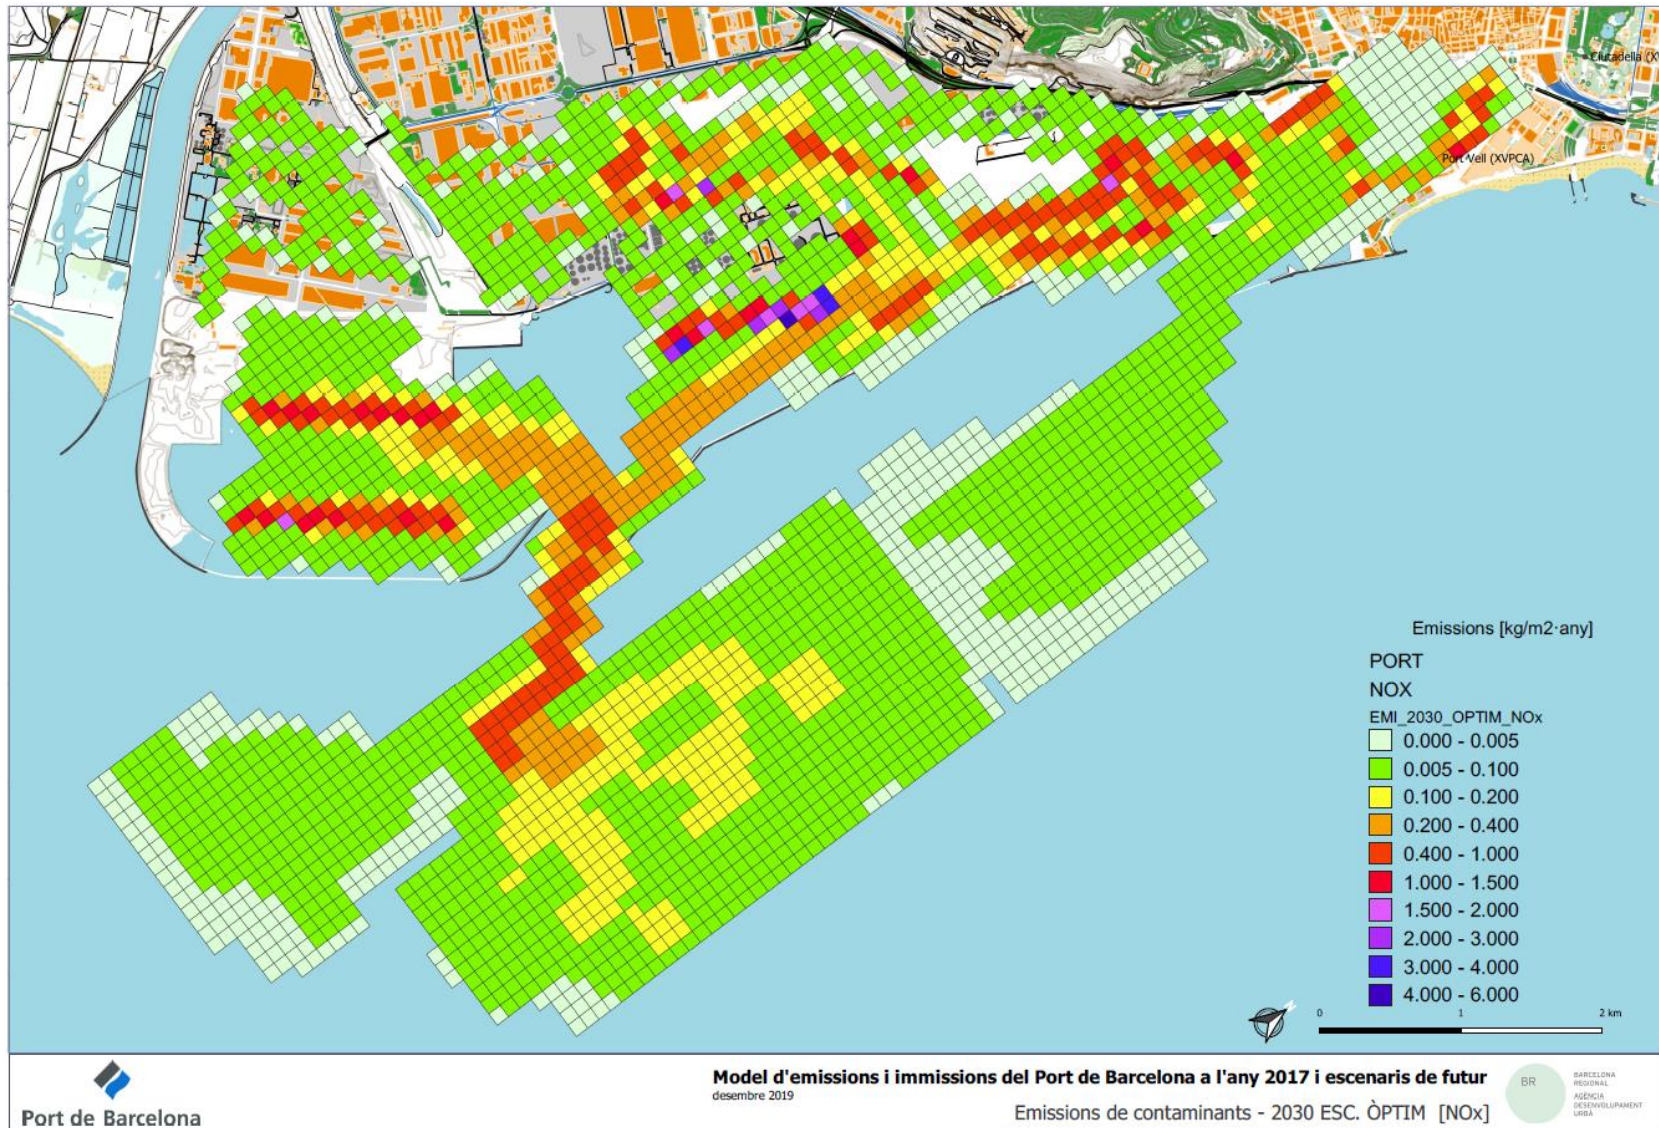 Ciutadella (XV
Port Vell (XVPCA)
Emissions [kg/m2·any]
PORT
NOX
EMI_2030_OPTIM_NOx
0.000 - 0.005
0.005 - 0.100
0.100 - 0.200
0.200 - 0.400
0.400 - 1.000
1.000 - 1.500
1.500 - 2.000
2.000 - 3.000
3.000 - 4.000
4.000 - 6.000
N
0 1 2 km
Port de Barcelona
Model d'emissions i immissions del Port de Barcelona a l'any 2017 i escenaris de futur
desembre 2019
Emissions de contaminants - 2030 ESC. ÒPTIM [NOx]
BR
BARCELONA
REGIONAL
AGÈNCIA
DESENVOLUPAMENT
URBÀ